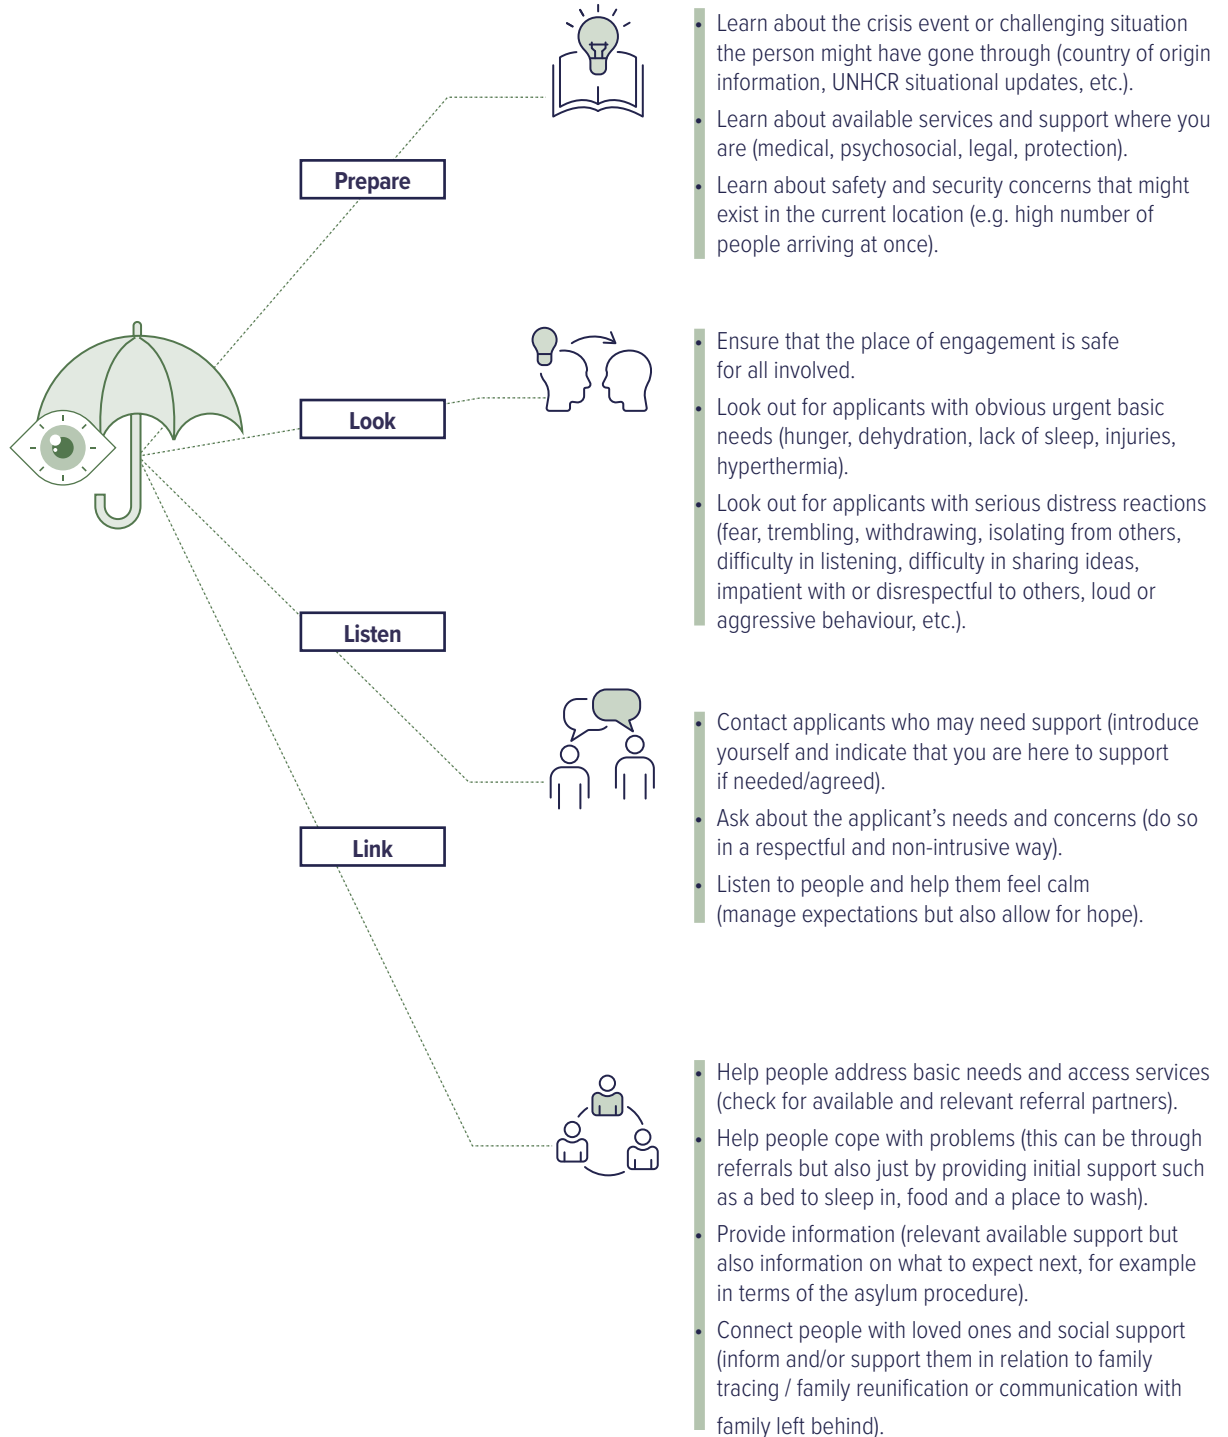 Prepare
• Learn about the crisis event or challenging situation
the person might have gone through (country of origin
information, UNHCR situational updates, etc.).
• Learn about available services and support where you
are (medical, psychosocial, legal, protection).
• Learn about safety and security concerns that might
exist in the current location (e.g. high number of
people arriving at once).
Look
• Ensure that the place of engagement is safe
for all involved.
• Look out for applicants with obvious urgent basic
needs (hunger, dehydration, lack of sleep, injuries,
hyperthermia).
• Look out for applicants with serious distress reactions
(fear, trembling, withdrawing, isolating from others,
difficulty in listening, difficulty in sharing ideas,
impatient with or disrespectful to others, loud or
aggressive behaviour, etc.).
Listen
• Contact applicants who may need support (introduce
yourself and indicate that you are here to support
if needed/agreed).
• Ask about the applicant’s needs and concerns (do so
in a respectful and non-intrusive way).
• Listen to people and help them feel calm
(manage expectations but also allow for hope).
Link
• Help people address basic needs and access services
(check for available and relevant referral partners).
• Help people cope with problems (this can be through
referrals but also just by providing initial support such
as a bed to sleep in, food and a place to wash).
• Provide information (relevant available support but
also information on what to expect next, for example
in terms of the asylum procedure).
• Connect people with loved ones and social support
(inform and/or support them in relation to family
tracing / family reunification or communication with
family left behind).